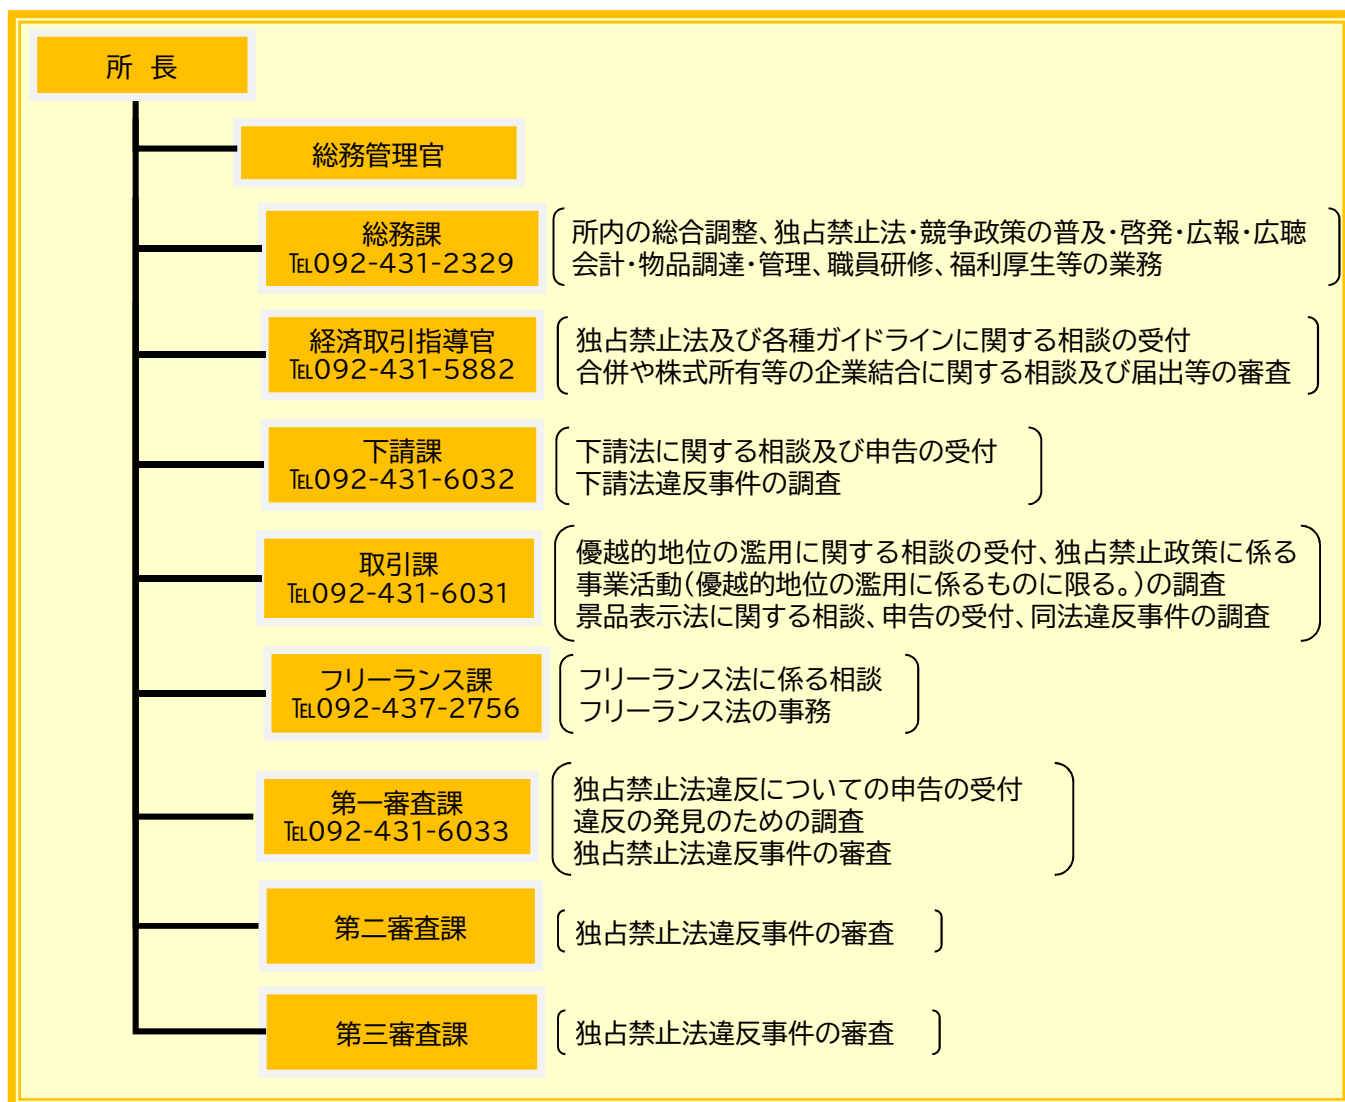 所 長
総務管理官
総務課
℡092-431-2329
所内の総合調整、独占禁止法・競争政策の普及・啓発・広報・広聴
会計・物品調達・管理、職員研修、福利厚生等の業務
経済取引指導官
℡092-431-5882
独占禁止法及び各種ガイドラインに関する相談の受付
合併や株式所有等の企業結合に関する相談及び届出等の審査
下請課
℡092-431-6032
下請法に関する相談及び申告の受付
下請法違反事件の調査
取引課
℡092-431-6031
優越的地位の濫用に関する相談の受付、独占禁止政策に係る
事業活動(優越的地位の濫用に係るものに限る。)の調査
景品表示法に関する相談、申告の受付、同法違反事件の調査
フリーランス課
℡092-437-2756
フリーランス法に係る相談
フリーランス法の事務
第一審査課
℡092-431-6033
独占禁止法違反についての申告の受付
違反の発見のための調査
独占禁止法違反事件の審査
第二審査課
独占禁止法違反事件の審査
第三審査課
独占禁止法違反事件の審査